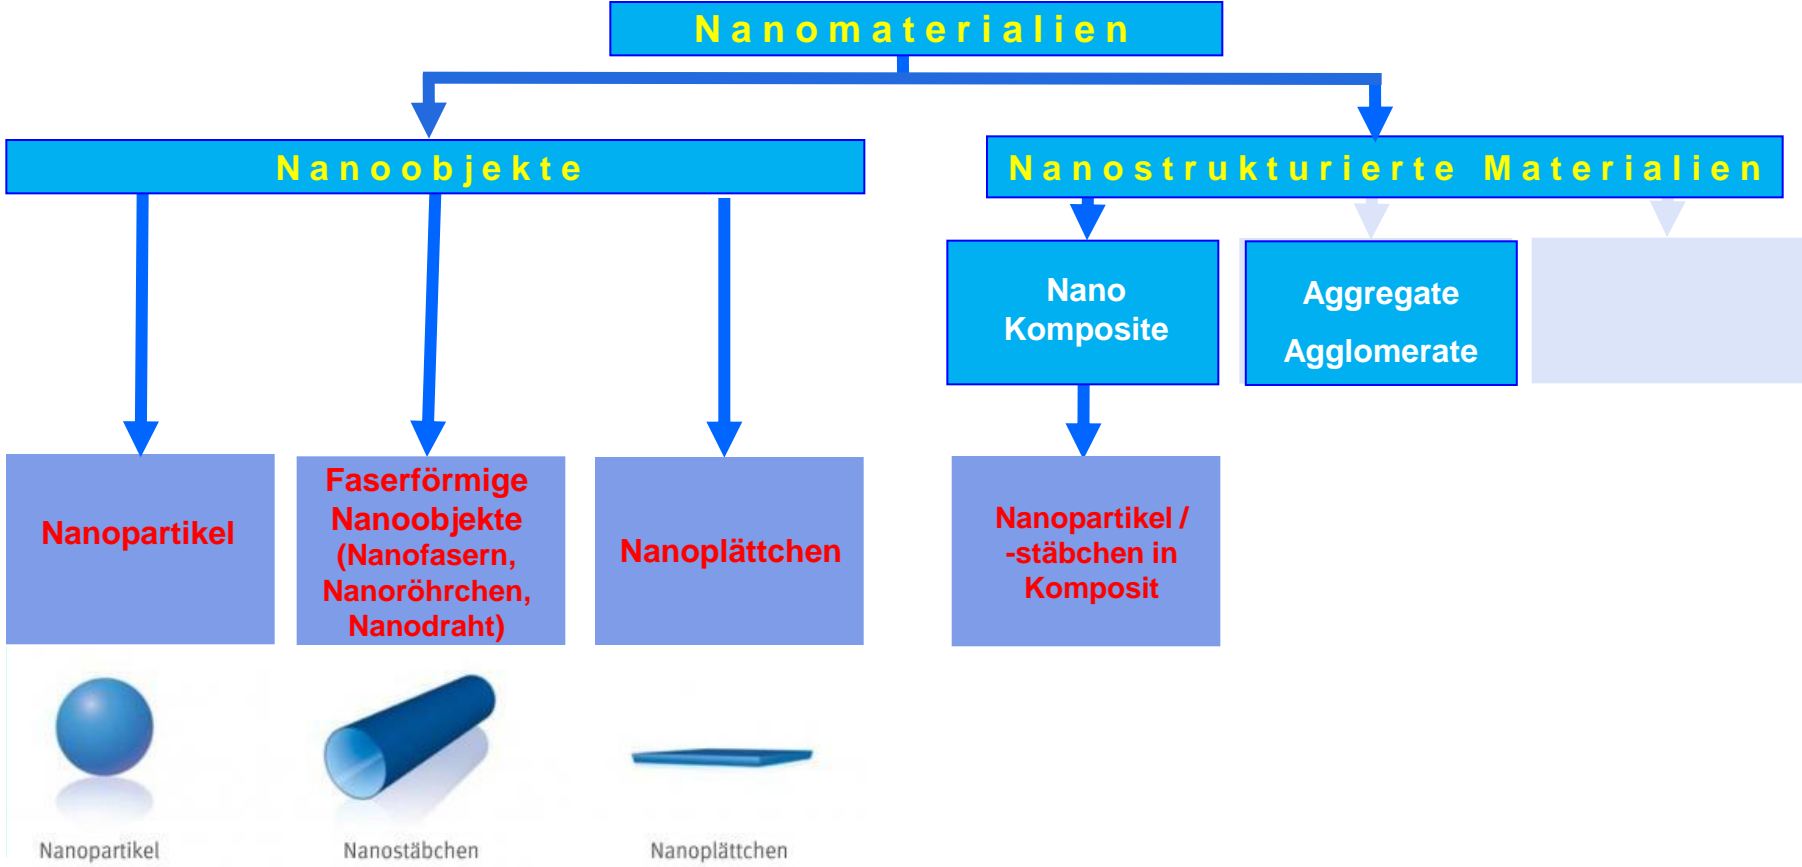 Nanomaterialien
Nanoobjekte
Nanostrukturierte Materialien
Nano
Komposite
Aggregate
Agglomerate
Nanopartikel
Faserförmige
Nanoobjekte
(Nanofasern,
Nanoröhrchen,
Nanodraht)
Nanoplättchen
Nanopartikel /
-stäbchen in
Komposit
Nanopartikel
Nanostäbchen
Nanoplättchen